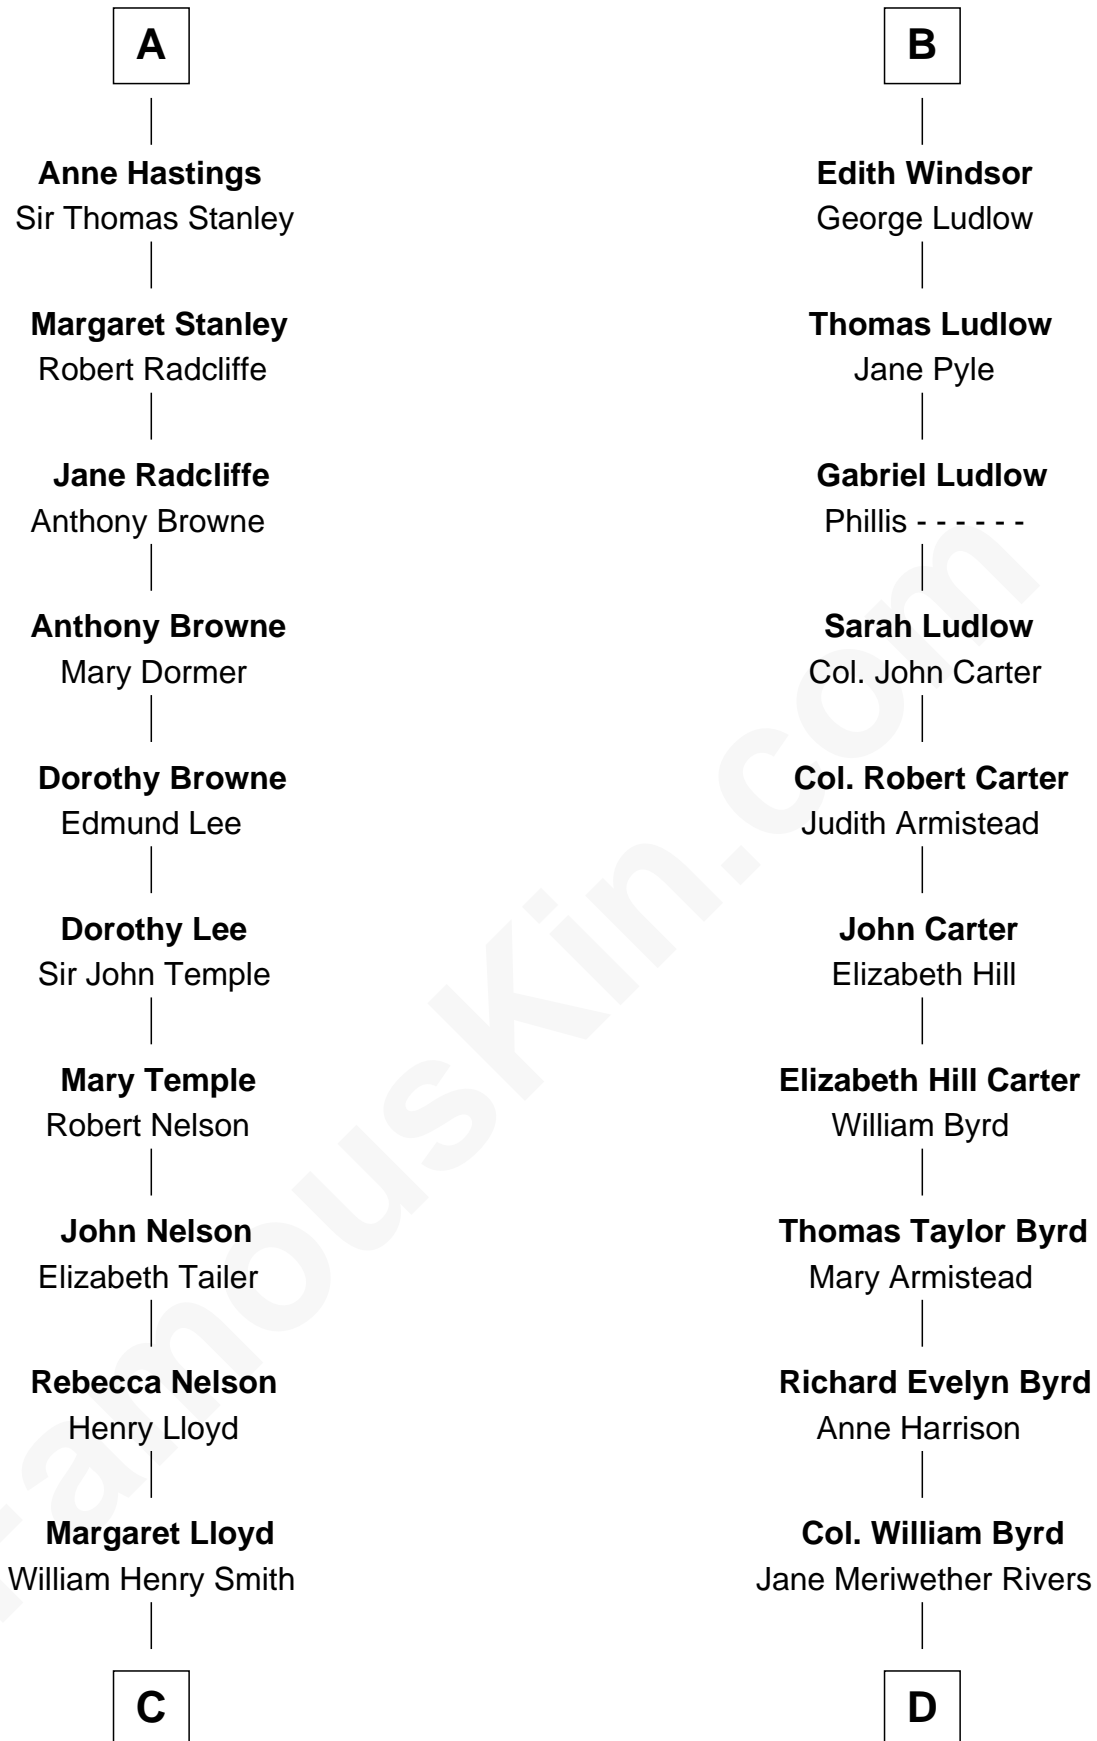 A
Anne Hastings
Sir Thomas Stanley
Margaret Stanley
Robert Radcliffe
Jane Radcliffe
Anthony Browne
Anthony Browne
Mary Dormer
Dorothy Browne
Edmund Lee
Dorothy Lee
Sir John Temple
Mary Temple
Robert Nelson
John Nelson
Elizabeth Tailer
Rebecca Nelson
Henry Lloyd
Margaret Lloyd
William Henry Smith
C
B
Edith Windsor
George Ludlow
Thomas Ludlow
Jane Pyle
Gabriel Ludlow
Phillis - - - - - -
Sarah Ludlow
Col. John Carter
Col. Robert Carter
Judith Armistead
John Carter
Elizabeth Hill
Elizabeth Hill Carter
William Byrd
Thomas Taylor Byrd
Mary Armistead
Richard Evelyn Byrd
Anne Harrison
Col. William Byrd
Jane Meriwether Rivers
D
FamousKin.com